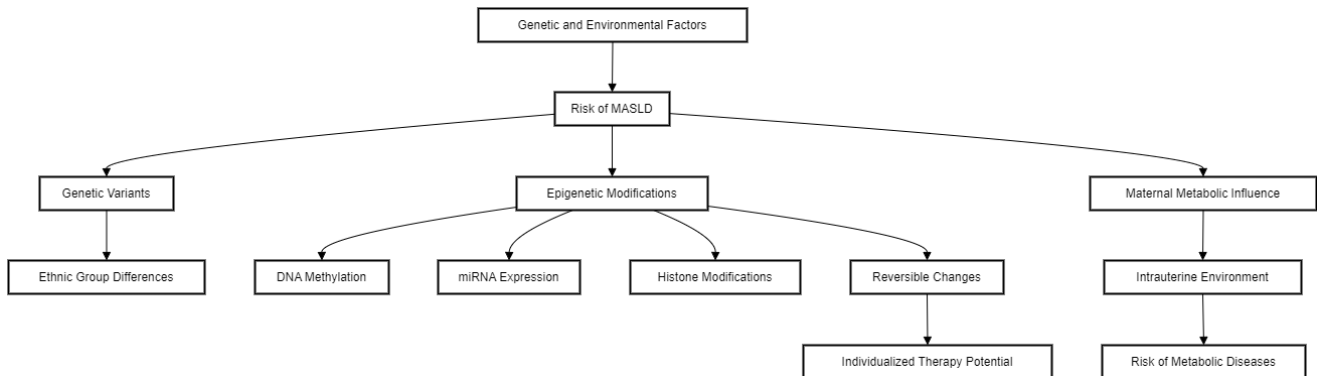 Genetic and Environmental Factors
Risk of MASLD
Genetic Variants
Epigenetic Modifications
Maternal Metabolic Influence
Ethnic Group Differences
DNA Methylation
miRNA Expression
Histone Modifications
Reversible Changes
Intrauterine Environment
Individualized Therapy Potential
Risk of Metabolic Diseases